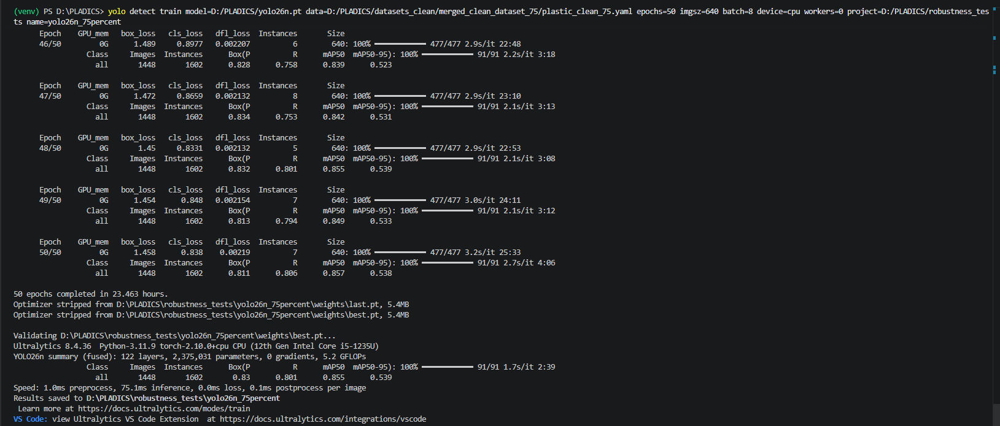 (venv) PS D:\PLADICS> yolo detect train model=D:/PLADICS/yolo26n.pt data=D:/PLADICS/datasets_clean/merged_clean_dataset_75/plastic_clean_75.yaml epochs=50 imgsz=640 batch=8 device=cpu workers=0 project=D:/PLADICS/robustness_tes
ts name=yolo26n_75percent
Epoch GPU_mem box_loss cls_loss dfl_loss Instances Size
46/50 0G 1.489 0.8977 0.002207 6 640: 100% ━━━━━━━━━━━━ 477/477 2.9s/it 22:48
Class Images Instances Box(P R mAP50 mAP50-95): 100% ━━━━━━━━━━━━ 91/91 2.2s/it 3:18
all 1448 1602 0.828 0.758 0.839 0.523
Epoch GPU_mem box_loss cls_loss dfl_loss Instances Size
47/50 0G 1.472 0.8659 0.002132 8 640: 100% ━━━━━━━━━━━━ 477/477 2.9s/it 23:10
Class Images Instances Box(P R mAP50 mAP50-95): 100% ━━━━━━━━━━━━ 91/91 2.1s/it 3:13
all 1448 1602 0.834 0.753 0.842 0.531
Epoch GPU_mem box_loss cls_loss dfl_loss Instances Size
48/50 0G 1.45 0.8331 0.002132 5 640: 100% ━━━━━━━━━━━━ 477/477 2.9s/it 22:53
Class Images Instances Box(P R mAP50 mAP50-95): 100% ━━━━━━━━━━━━ 91/91 2.1s/it 3:08
all 1448 1602 0.832 0.801 0.855 0.539
Epoch GPU_mem box_loss cls_loss dfl_loss Instances Size
49/50 0G 1.454 0.848 0.002154 7 640: 100% ━━━━━━━━━━━━ 477/477 3.0s/it 24:11
Class Images Instances Box(P R mAP50 mAP50-95): 100% ━━━━━━━━━━━━ 91/91 2.1s/it 3:12
all 1448 1602 0.813 0.794 0.849 0.533
Epoch GPU_mem box_loss cls_loss dfl_loss Instances Size
50/50 0G 1.458 0.838 0.00219 7 640: 100% ━━━━━━━━━━━━ 477/477 3.2s/it 25:33
Class Images Instances Box(P R mAP50 mAP50-95): 100% ━━━━━━━━━━━━ 91/91 2.7s/it 4:06
all 1448 1602 0.811 0.806 0.857 0.538
50 epochs completed in 23.463 hours.
Optimizer stripped from D:\PLADICS\robustness_tests\yolo26n_75percent\weights\last.pt, 5.4MB
Optimizer stripped from D:\PLADICS\robustness_tests\yolo26n_75percent\weights\best.pt, 5.4MB
Validating D:\PLADICS\robustness_tests\yolo26n_75percent\weights\best.pt...
Ultralytics 8.4.36 Python-3.11.9 torch-2.10.0+cpu CPU (12th Gen Intel Core i5-1235U)
YOLO26n summary (fused): 122 layers, 2,375,031 parameters, 0 gradients, 5.2 GFLOPs
Class Images Instances Box(P R mAP50 mAP50-95): 100% ━━━━━━━━━━━━ 91/91 1.7s/it 2:39
all 1448 1602 0.83 0.801 0.855 0.539
Speed: 1.0ms preprocess, 75.1ms inference, 0.0ms loss, 0.1ms postprocess per image
Results saved to D:\PLADICS\robustness_tests\yolo26n_75percent
Learn more at https://docs.ultralytics.com/modes/train
VS Code: view Ultralytics VS Code Extension at https://docs.ultralytics.com/integrations/vscode